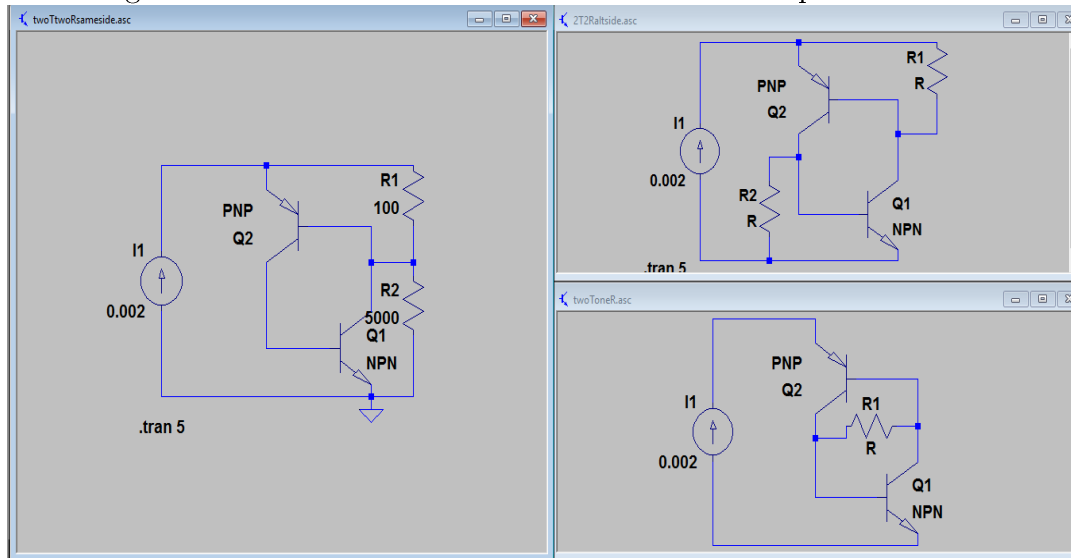 twoTtwoRsameside.asc
R1
100
PNP
Q2
I1
0.002
R2
5000
Q1
NPN
.tran 5
2T2Raltside.asc
R1
R
PNP
Q2
I1
0.002
R2
R
Q1
NPN
.tran 5
twoToneR.asc
PNP
Q2
R1
R
I1
0.002
Q1
NPN